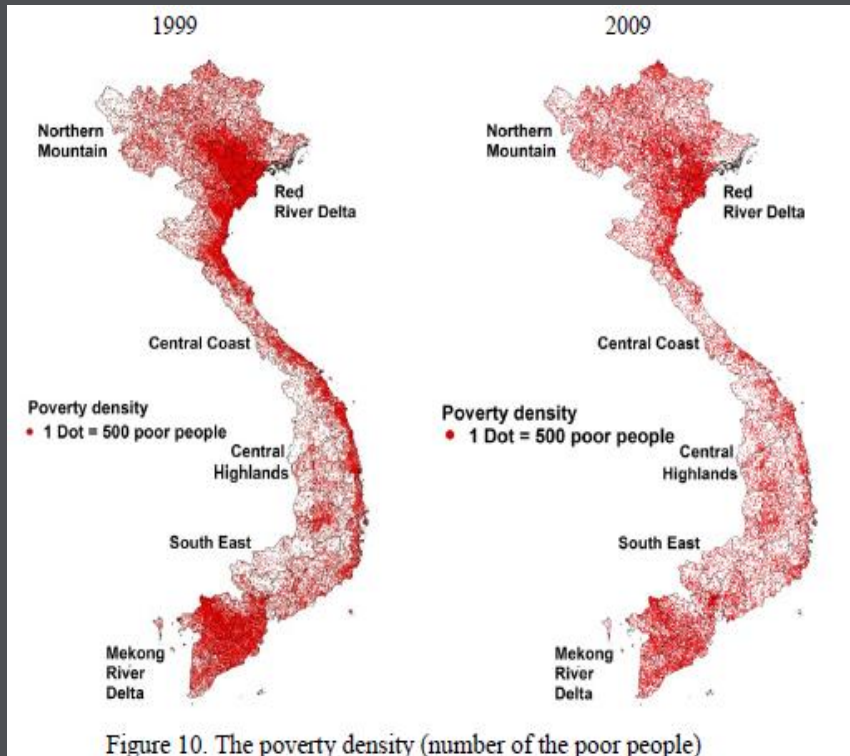 1999
2009
Northern
Mountain
Red
River Delta
Central Coast
Poverty density
1 Dot = 500 poor people
Central
Highlands
South East
Mekong
River
Delta
Northern
Mountain
Red
River Delta
Central Coast
Poverty density
1 Dot = 500 poor people
Central
Highlands
South East
Mekong
River
Delta
Figure 10. The poverty density (number of the poor people)